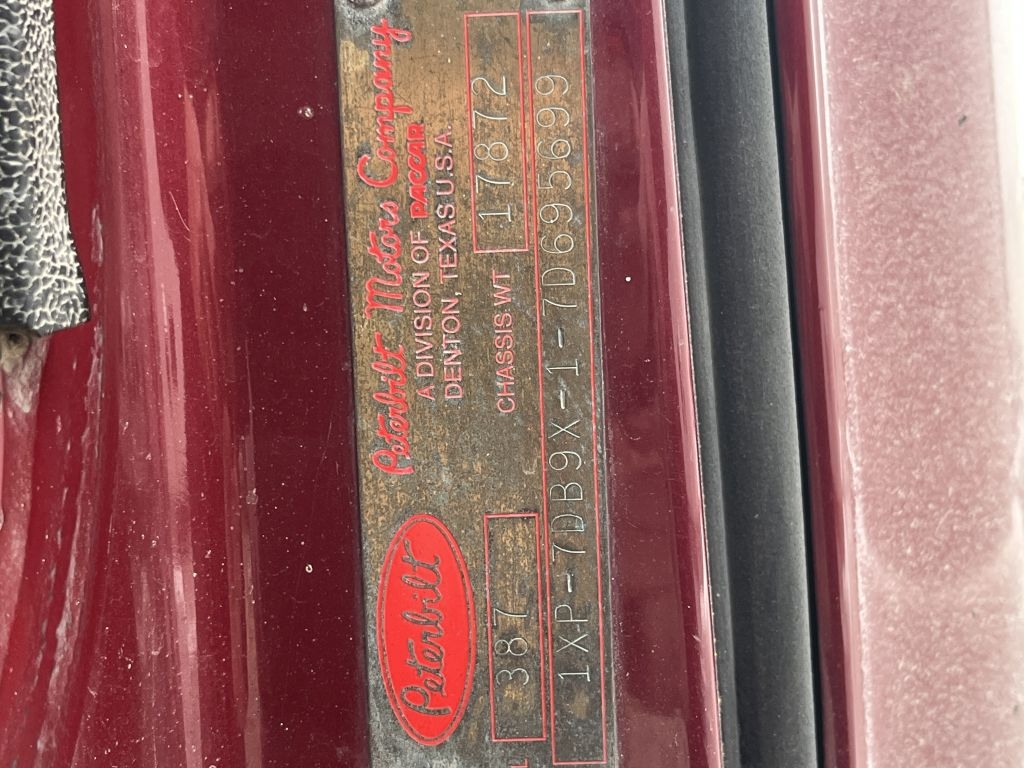 Peterbilt
Peterbilt Motors Company
A DIVISION OF PACCAR
DENTON, TEXAS U.S.A.
387
CHASSIS WT
17872
1XP-7DB9X-1-7D695699